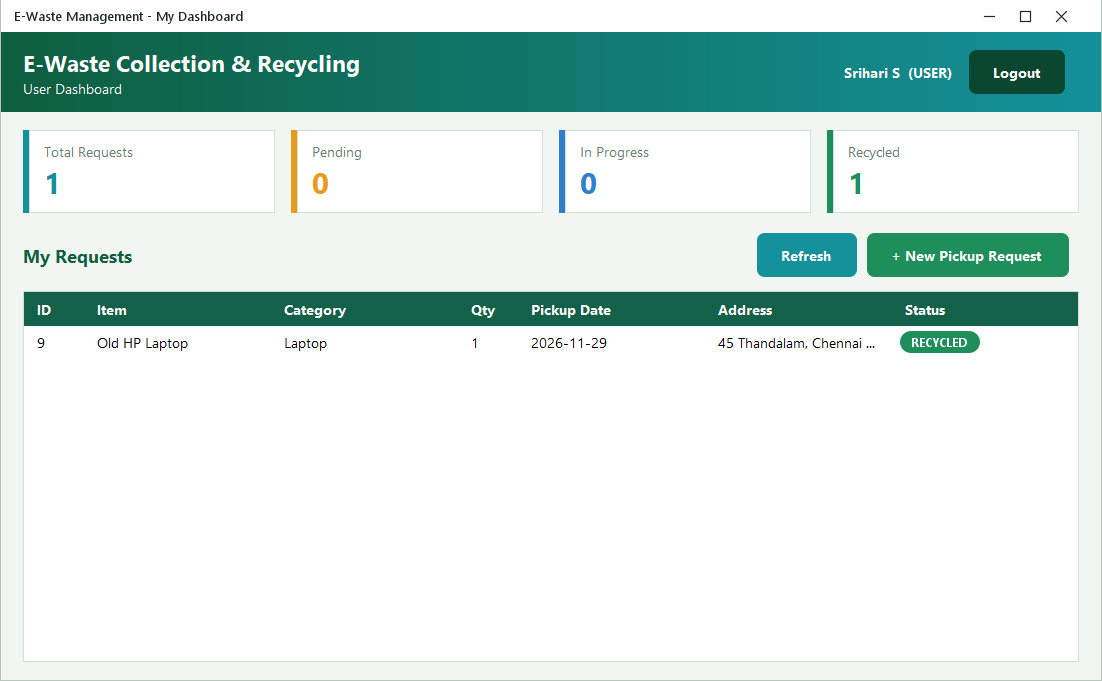 E-Waste Management - My Dashboard
E-Waste Collection & Recycling
User Dashboard
Srihari S (USER)
Logout
Total Requests
1
Pending
0
In Progress
0
Recycled
1
My Requests
Refresh
+ New Pickup Request
ID Item Category Qty Pickup Date Address Status
9 Old HP Laptop Laptop 1 2026-11-29 45 Thandalam, Chennai ... RECYCLED